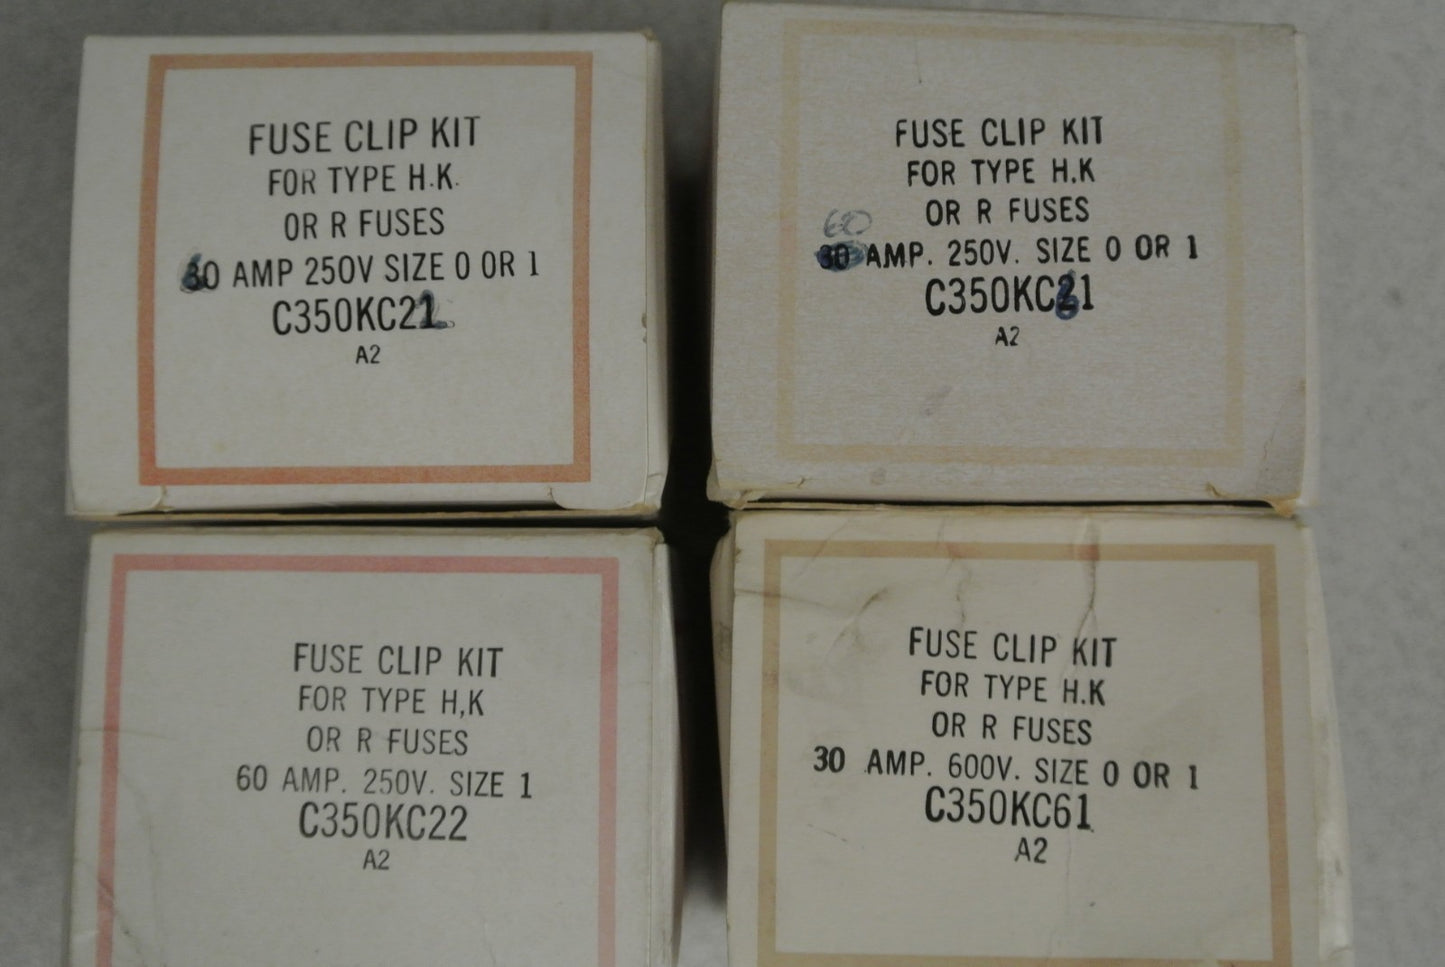 FUSE CLIP KIT
FOR TYPE H.K.
OR R FUSES
30 AMP 250V SIZE 0 OR 1
C350KC21
A2
FUSE CLIP KIT
FOR TYPE H.K
OR R FUSES
60
30 AMP. 250V. SIZE 0 OR 1
C350KC21
A2
FUSE CLIP KIT
FOR TYPE H,K
OR R FUSES
60 AMP. 250V. SIZE 1
C350KC22
A2
FUSE CLIP KIT
FOR TYPE H.K
OR R FUSES
30 AMP. 600V. SIZE 0 OR 1
C350KC61
A2